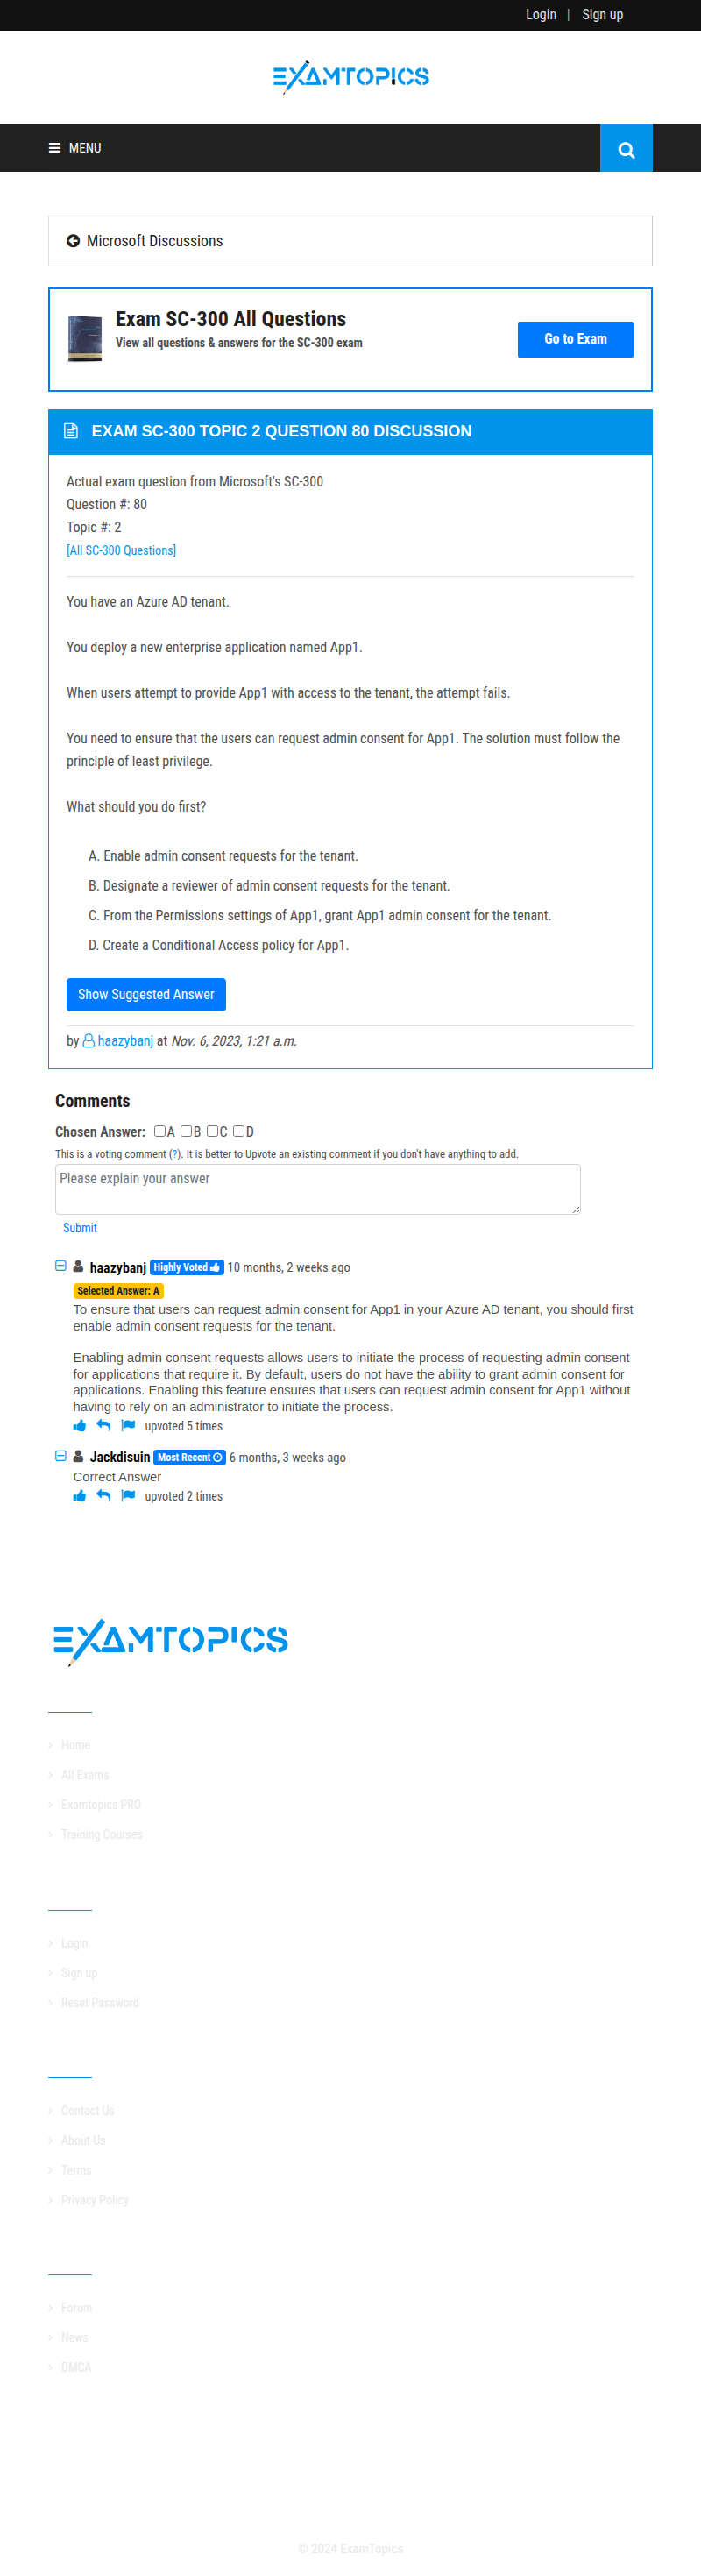 Login | Sign up
EXAMTOPICS
MENU
Microsoft Discussions
Exam SC-300 All Questions
View all questions & answers for the SC-300 exam
Go to Exam
EXAM SC-300 TOPIC 2 QUESTION 80 DISCUSSION
Actual exam question from Microsoft's SC-300
Question #: 80
Topic #: 2
[All SC-300 Questions]
You have an Azure AD tenant.
You deploy a new enterprise application named App1.
When users attempt to provide App1 with access to the tenant, the attempt fails.
You need to ensure that the users can request admin consent for App1. The solution must follow the
principle of least privilege.
What should you do first?
A. Enable admin consent requests for the tenant.
B. Designate a reviewer of admin consent requests for the tenant.
C. From the Permissions settings of App1, grant App1 admin consent for the tenant.
D. Create a Conditional Access policy for App1.
Show Suggested Answer
by haazybanj at Nov. 6, 2023, 1:21 a.m.
Comments
Chosen Answer: A B C D
This is a voting comment (?). It is better to Upvote an existing comment if you don't have anything to add.
Please explain your answer
Submit
haazybanj Highly Voted 10 months, 2 weeks ago
Selected Answer: A
To ensure that users can request admin consent for App1 in your Azure AD tenant, you should first
enable admin consent requests for the tenant.
Enabling admin consent requests allows users to initiate the process of requesting admin consent
for applications that require it. By default, users do not have the ability to grant admin consent for
applications. Enabling this feature ensures that users can request admin consent for App1 without
having to rely on an administrator to initiate the process.
upvoted 5 times
Jackdisuin Most Recent 6 months, 3 weeks ago
Correct Answer
upvoted 2 times
EXAMTOPICS
Home
All Exams
Examtopics PRO
Training Courses
Login
Sign up
Reset Password
Contact Us
About Us
Terms
Privacy Policy
Forum
News
DMCA
© 2024 ExamTopics